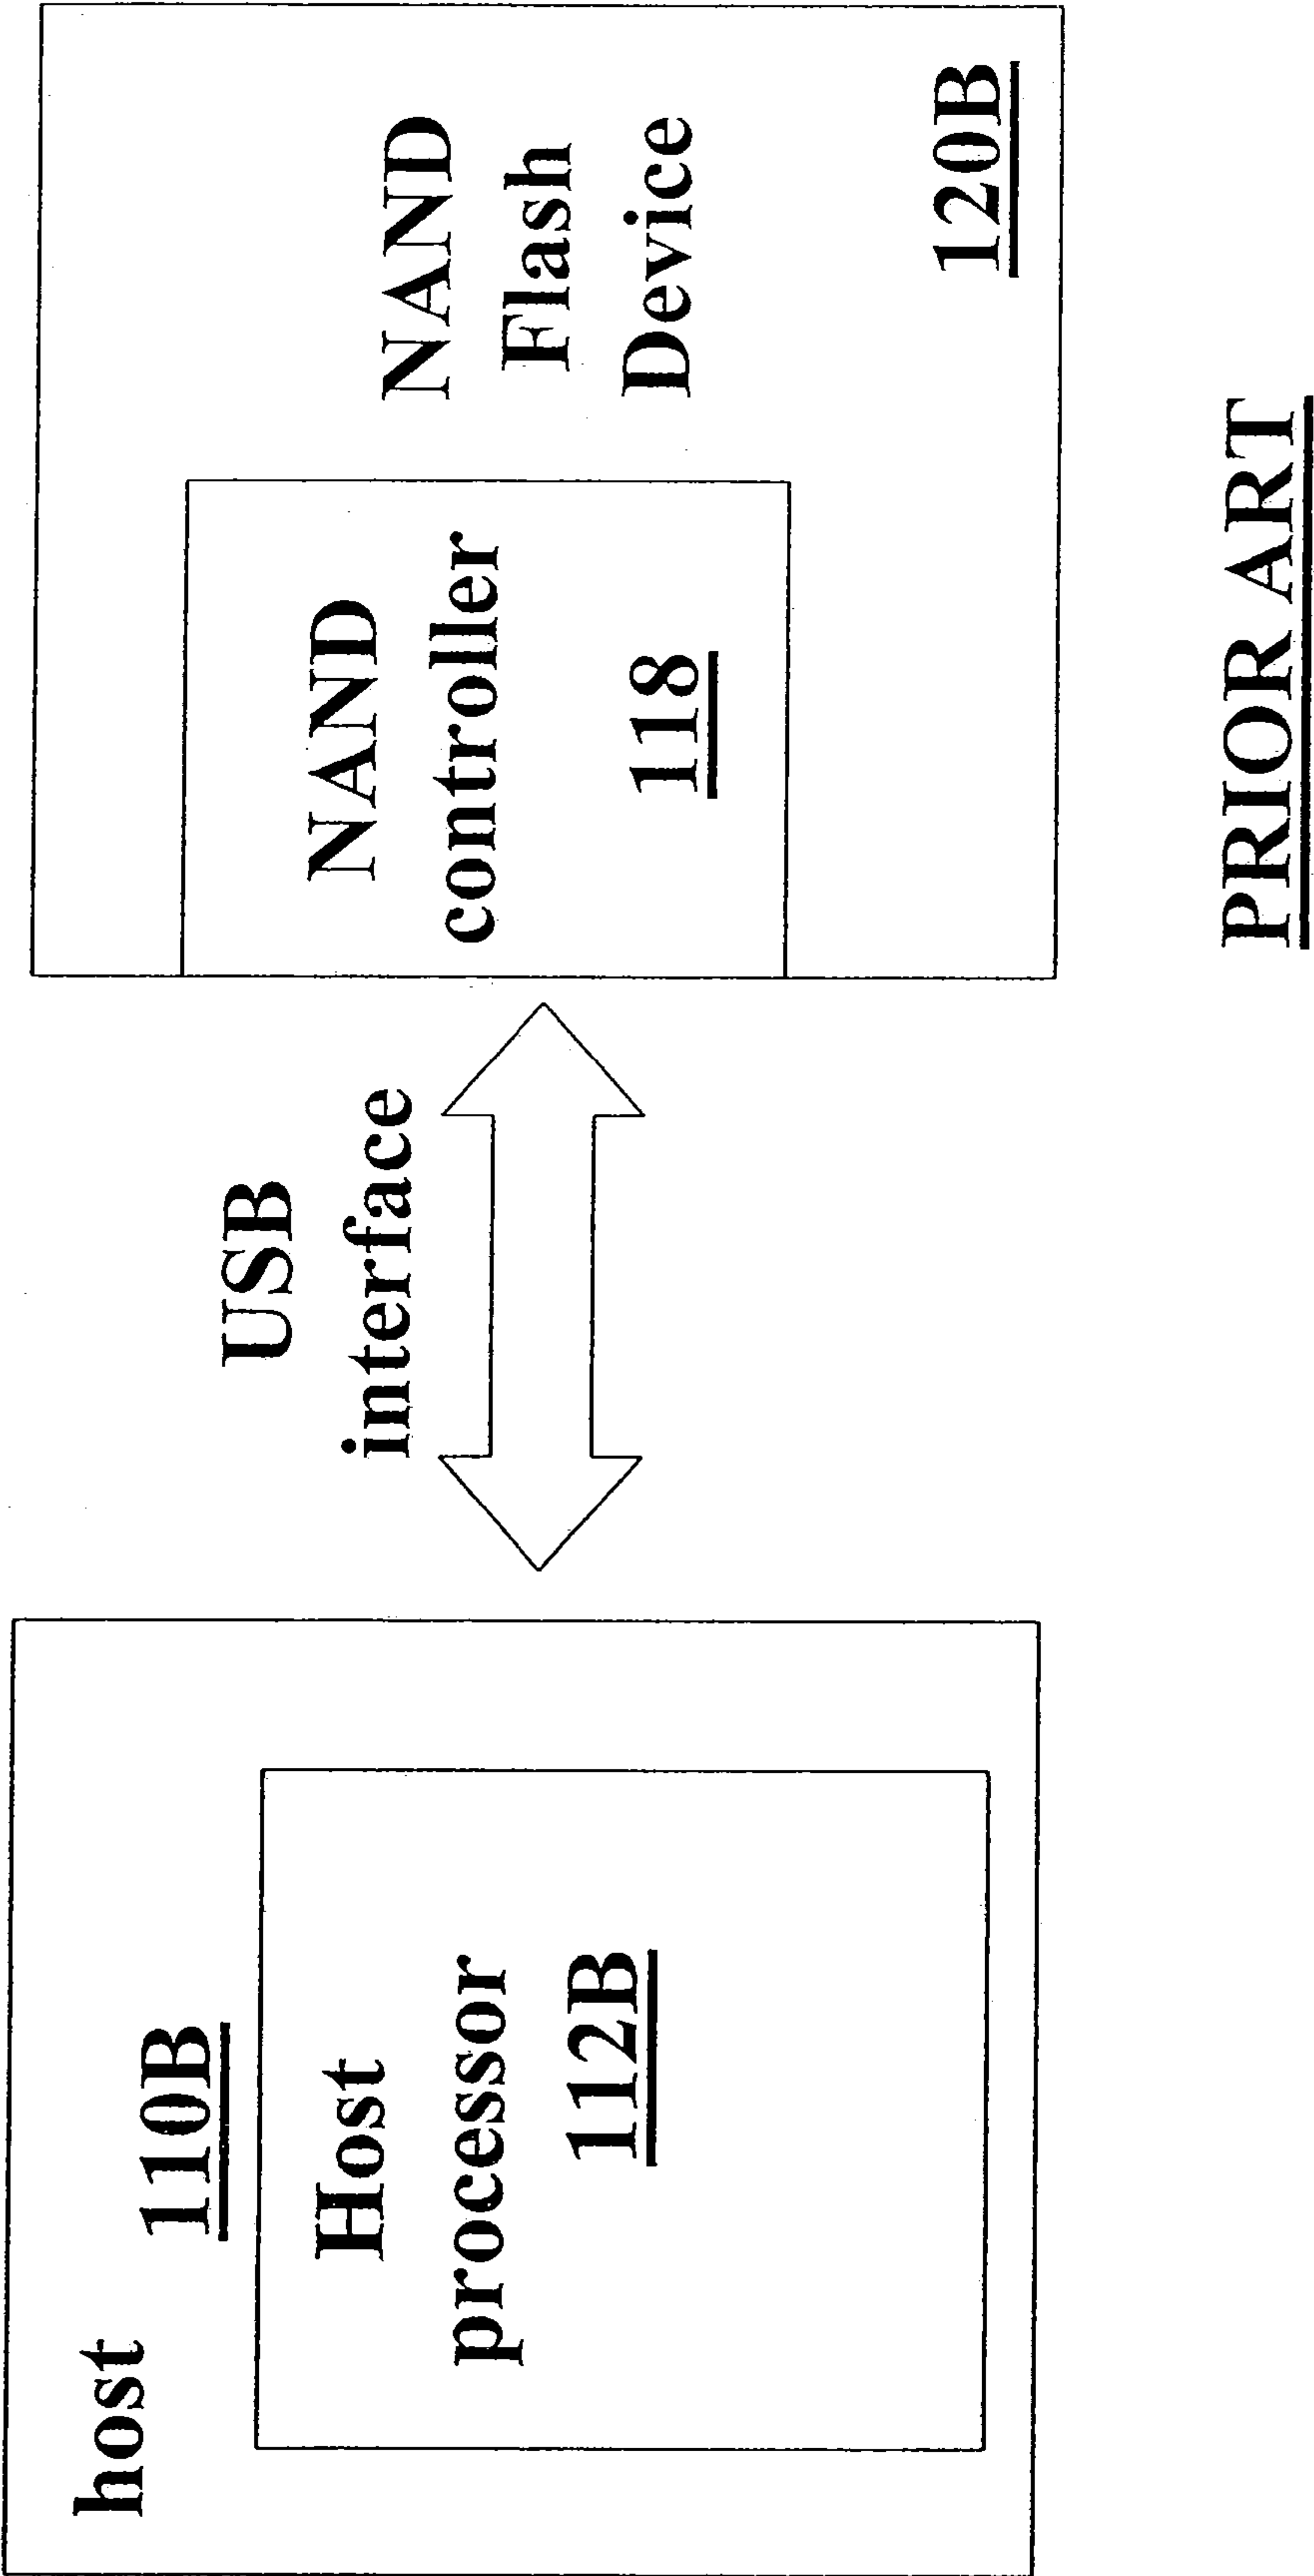 host
110B
Host
processor
112B
USB
interface
NAND
controller
118
NAND
Flash
Device
120B
PRIOR ART